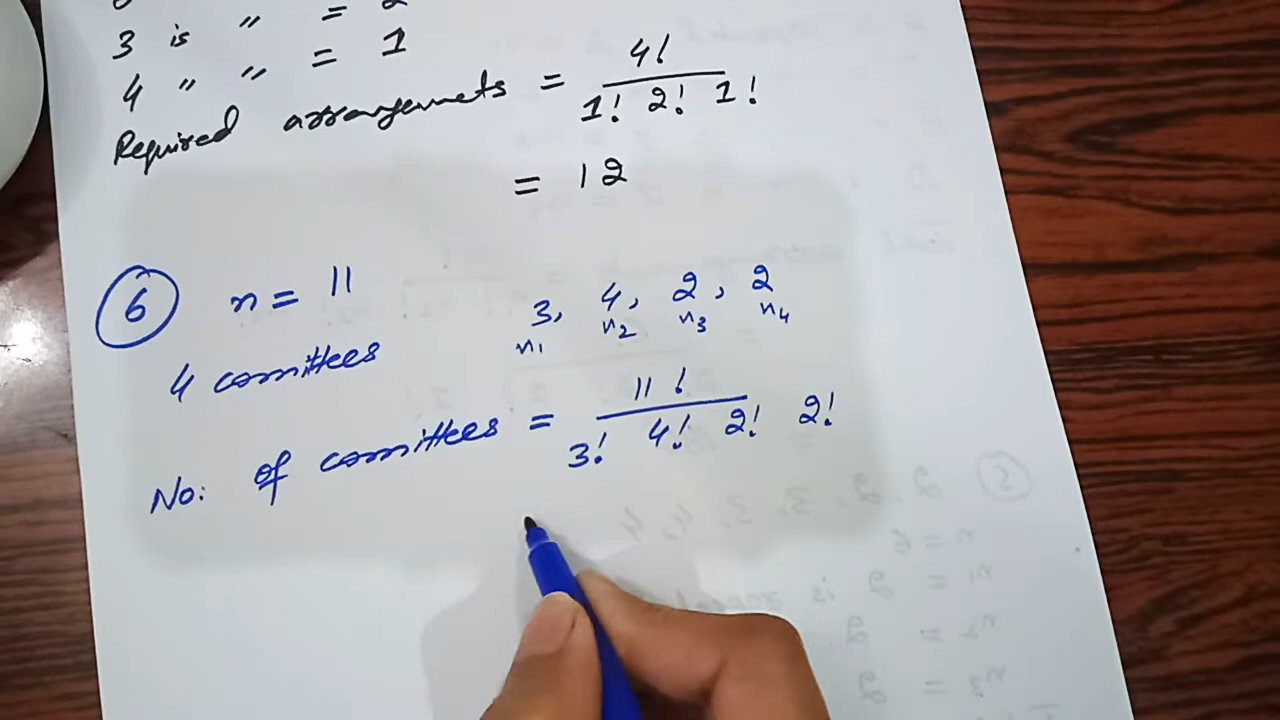 3 is " = 2
4 " " = 1
Required arrangements = 4! / 1! 2! 1!
= 12
6 n = 11
4 comittees 3, 4, 2, 2
n1 n2 n3 n4
No: of comittees = 11! / 3! 4! 2! 2!